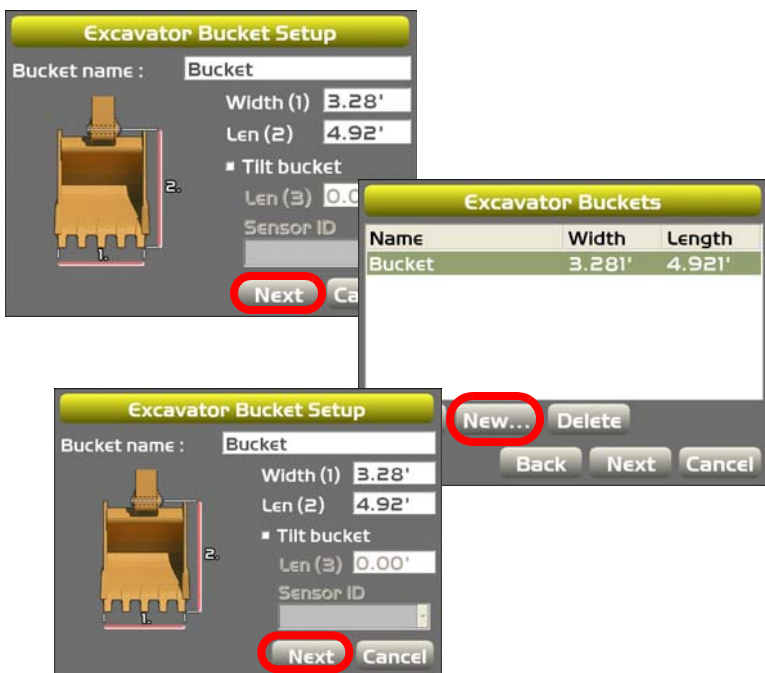 Excavator Bucket Setup
Bucket name : Bucket
Width (1) 3.28'
Len (2) 4.92'
Tilt bucket
2.
Len (3)
Sensor ID
1.
Next
Excavator Buckets
Name Width Length
Bucket 3.281' 4.921'
New... Delete
Back Next Cancel
Excavator Bucket Setup
Bucket name : Bucket
Width (1) 3.28'
Len (2) 4.92'
Tilt bucket
2.
Len (3) 0.00'
Sensor ID
1.
Next Cancel